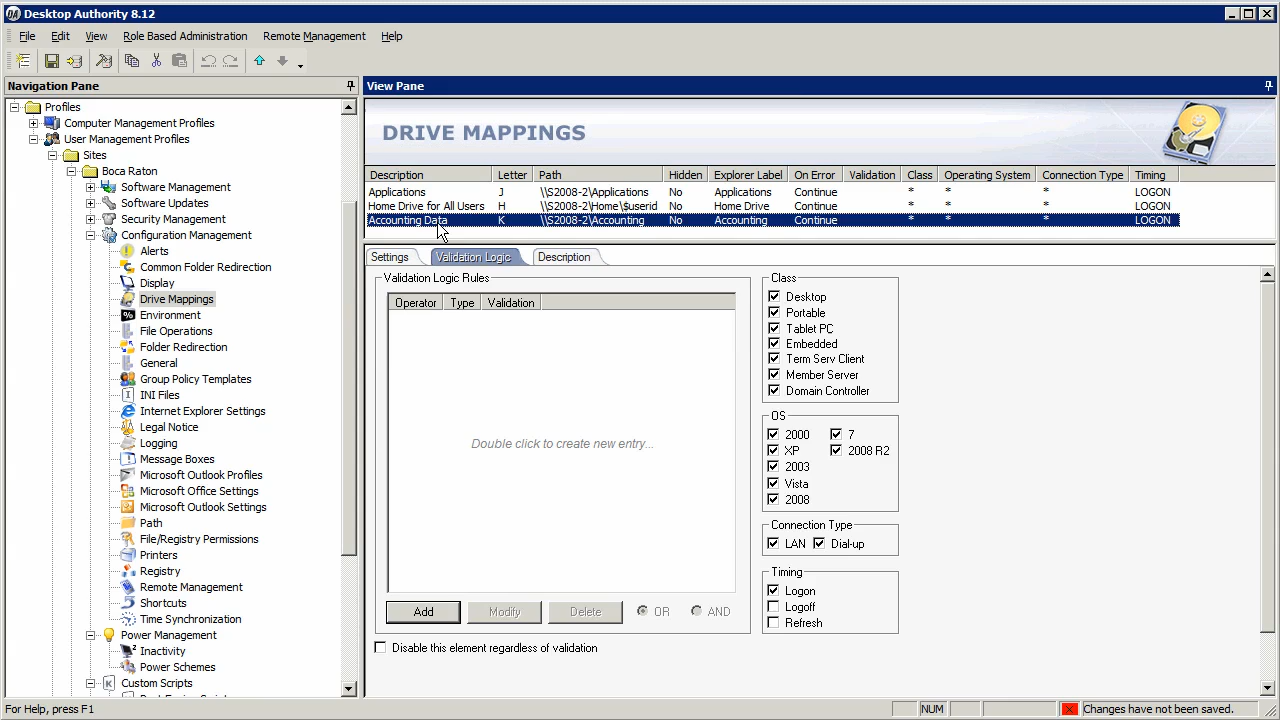 Desktop Authority 8.12
File Edit View Role Based Administration Remote Management Help
Navigation Pane
Profiles
Computer Management Profiles
User Management Profiles
Sites
Boca Raton
Software Management
Software Updates
Security Management
Configuration Management
Alerts
Common Folder Redirection
Display
Drive Mappings
Environment
File Operations
Folder Redirection
General
Group Policy Templates
INI Files
Internet Explorer Settings
Legal Notice
Logging
Message Boxes
Microsoft Outlook Profiles
Microsoft Office Settings
Microsoft Outlook Settings
Path
File/Registry Permissions
Printers
Registry
Remote Management
Shortcuts
Time Synchronization
Power Management
Inactivity
Power Schemes
Custom Scripts
View Pane
DRIVE MAPPINGS
Description Letter Path Hidden Explorer Label On Error Validation Class Operating System Connection Type Timing
Applications J \\S2008-2\Applications No Applications Continue * * * LOGON
Home Drive for All Users H \\S2008-2\Home\$userid No Home Drive Continue * * * LOGON
Accounting Data K \\S2008-2\Accounting No Accounting Continue * * * LOGON
Settings Validation Logic Description
Validation Logic Rules
Operator Type Validation
Double click to create new entry...
Add Modify Delete OR AND
Disable this element regardless of validation
Class
Desktop
Portable
Tablet PC
Embedded
Term Serv Client
Member Server
Domain Controller
OS
2000 7
XP 2008 R2
2003
Vista
2008
Connection Type
LAN Dial-up
Timing
Logon
Logoff
Refresh
For Help, press F1 NUM Changes have not been saved.